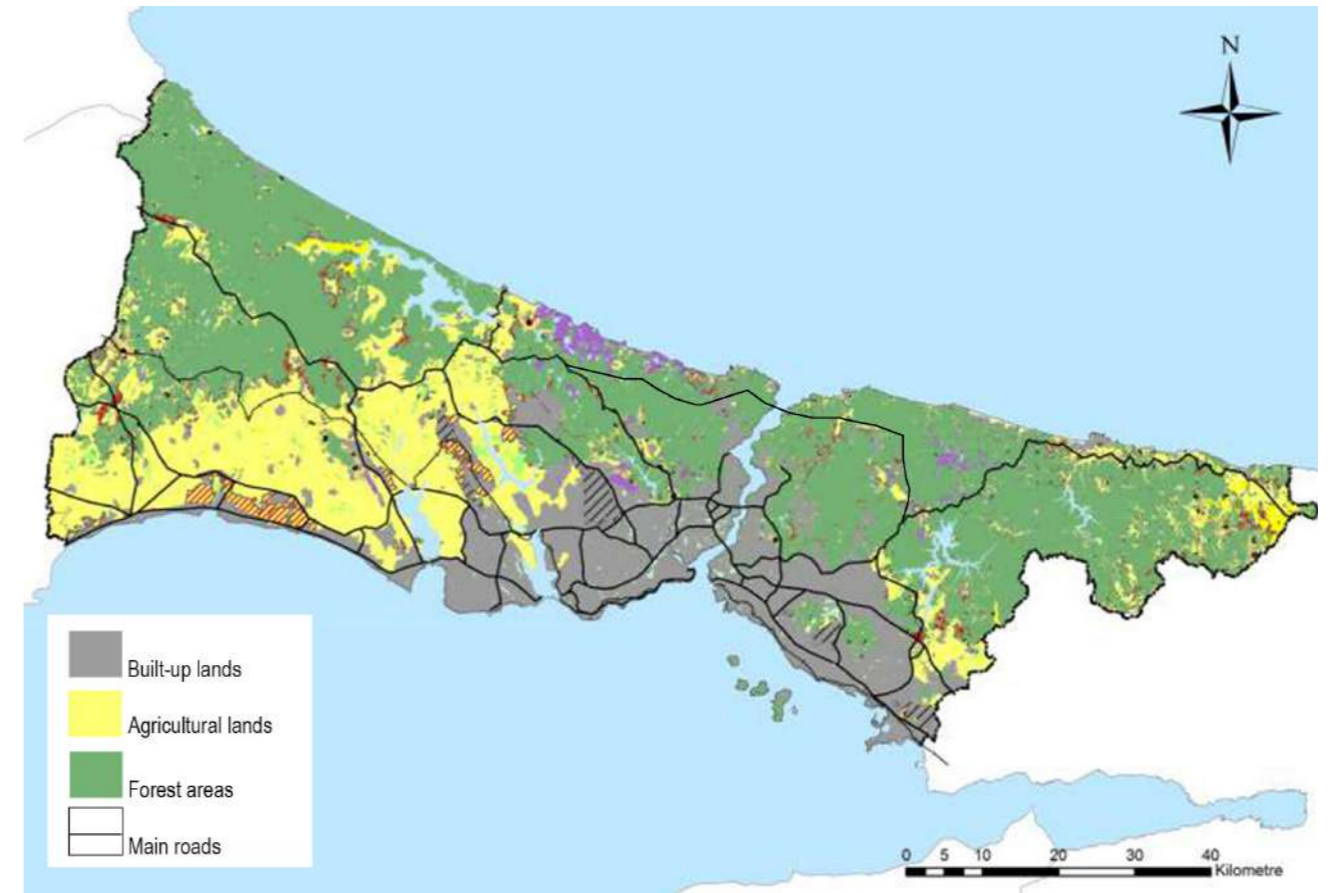 N
Built-up lands
Agricultural lands
Forest areas
Main roads
0 5 10 20 30 40
Kilometre